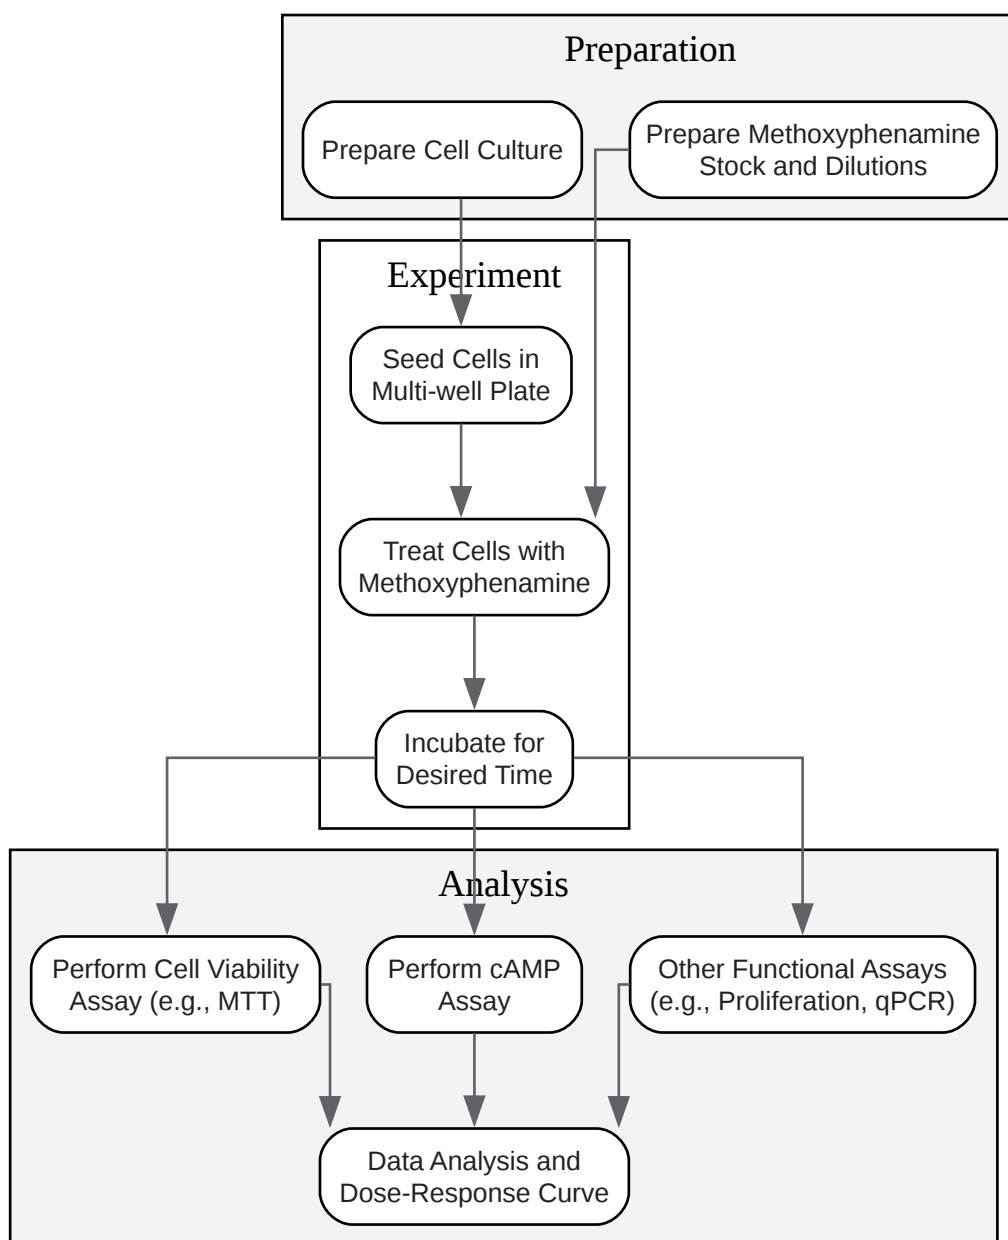 Preparation
Prepare Cell Culture
Prepare Methoxyphenamine
Stock and Dilutions
Experiment
Seed Cells in
Multi-well Plate
Treat Cells with
Methoxyphenamine
Incubate for
Desired Time
Analysis
Perform Cell Viability
Assay (e.g., MTT)
Perform cAMP
Assay
Other Functional Assays
(e.g., Proliferation, qPCR)
Data Analysis and
Dose-Response Curve